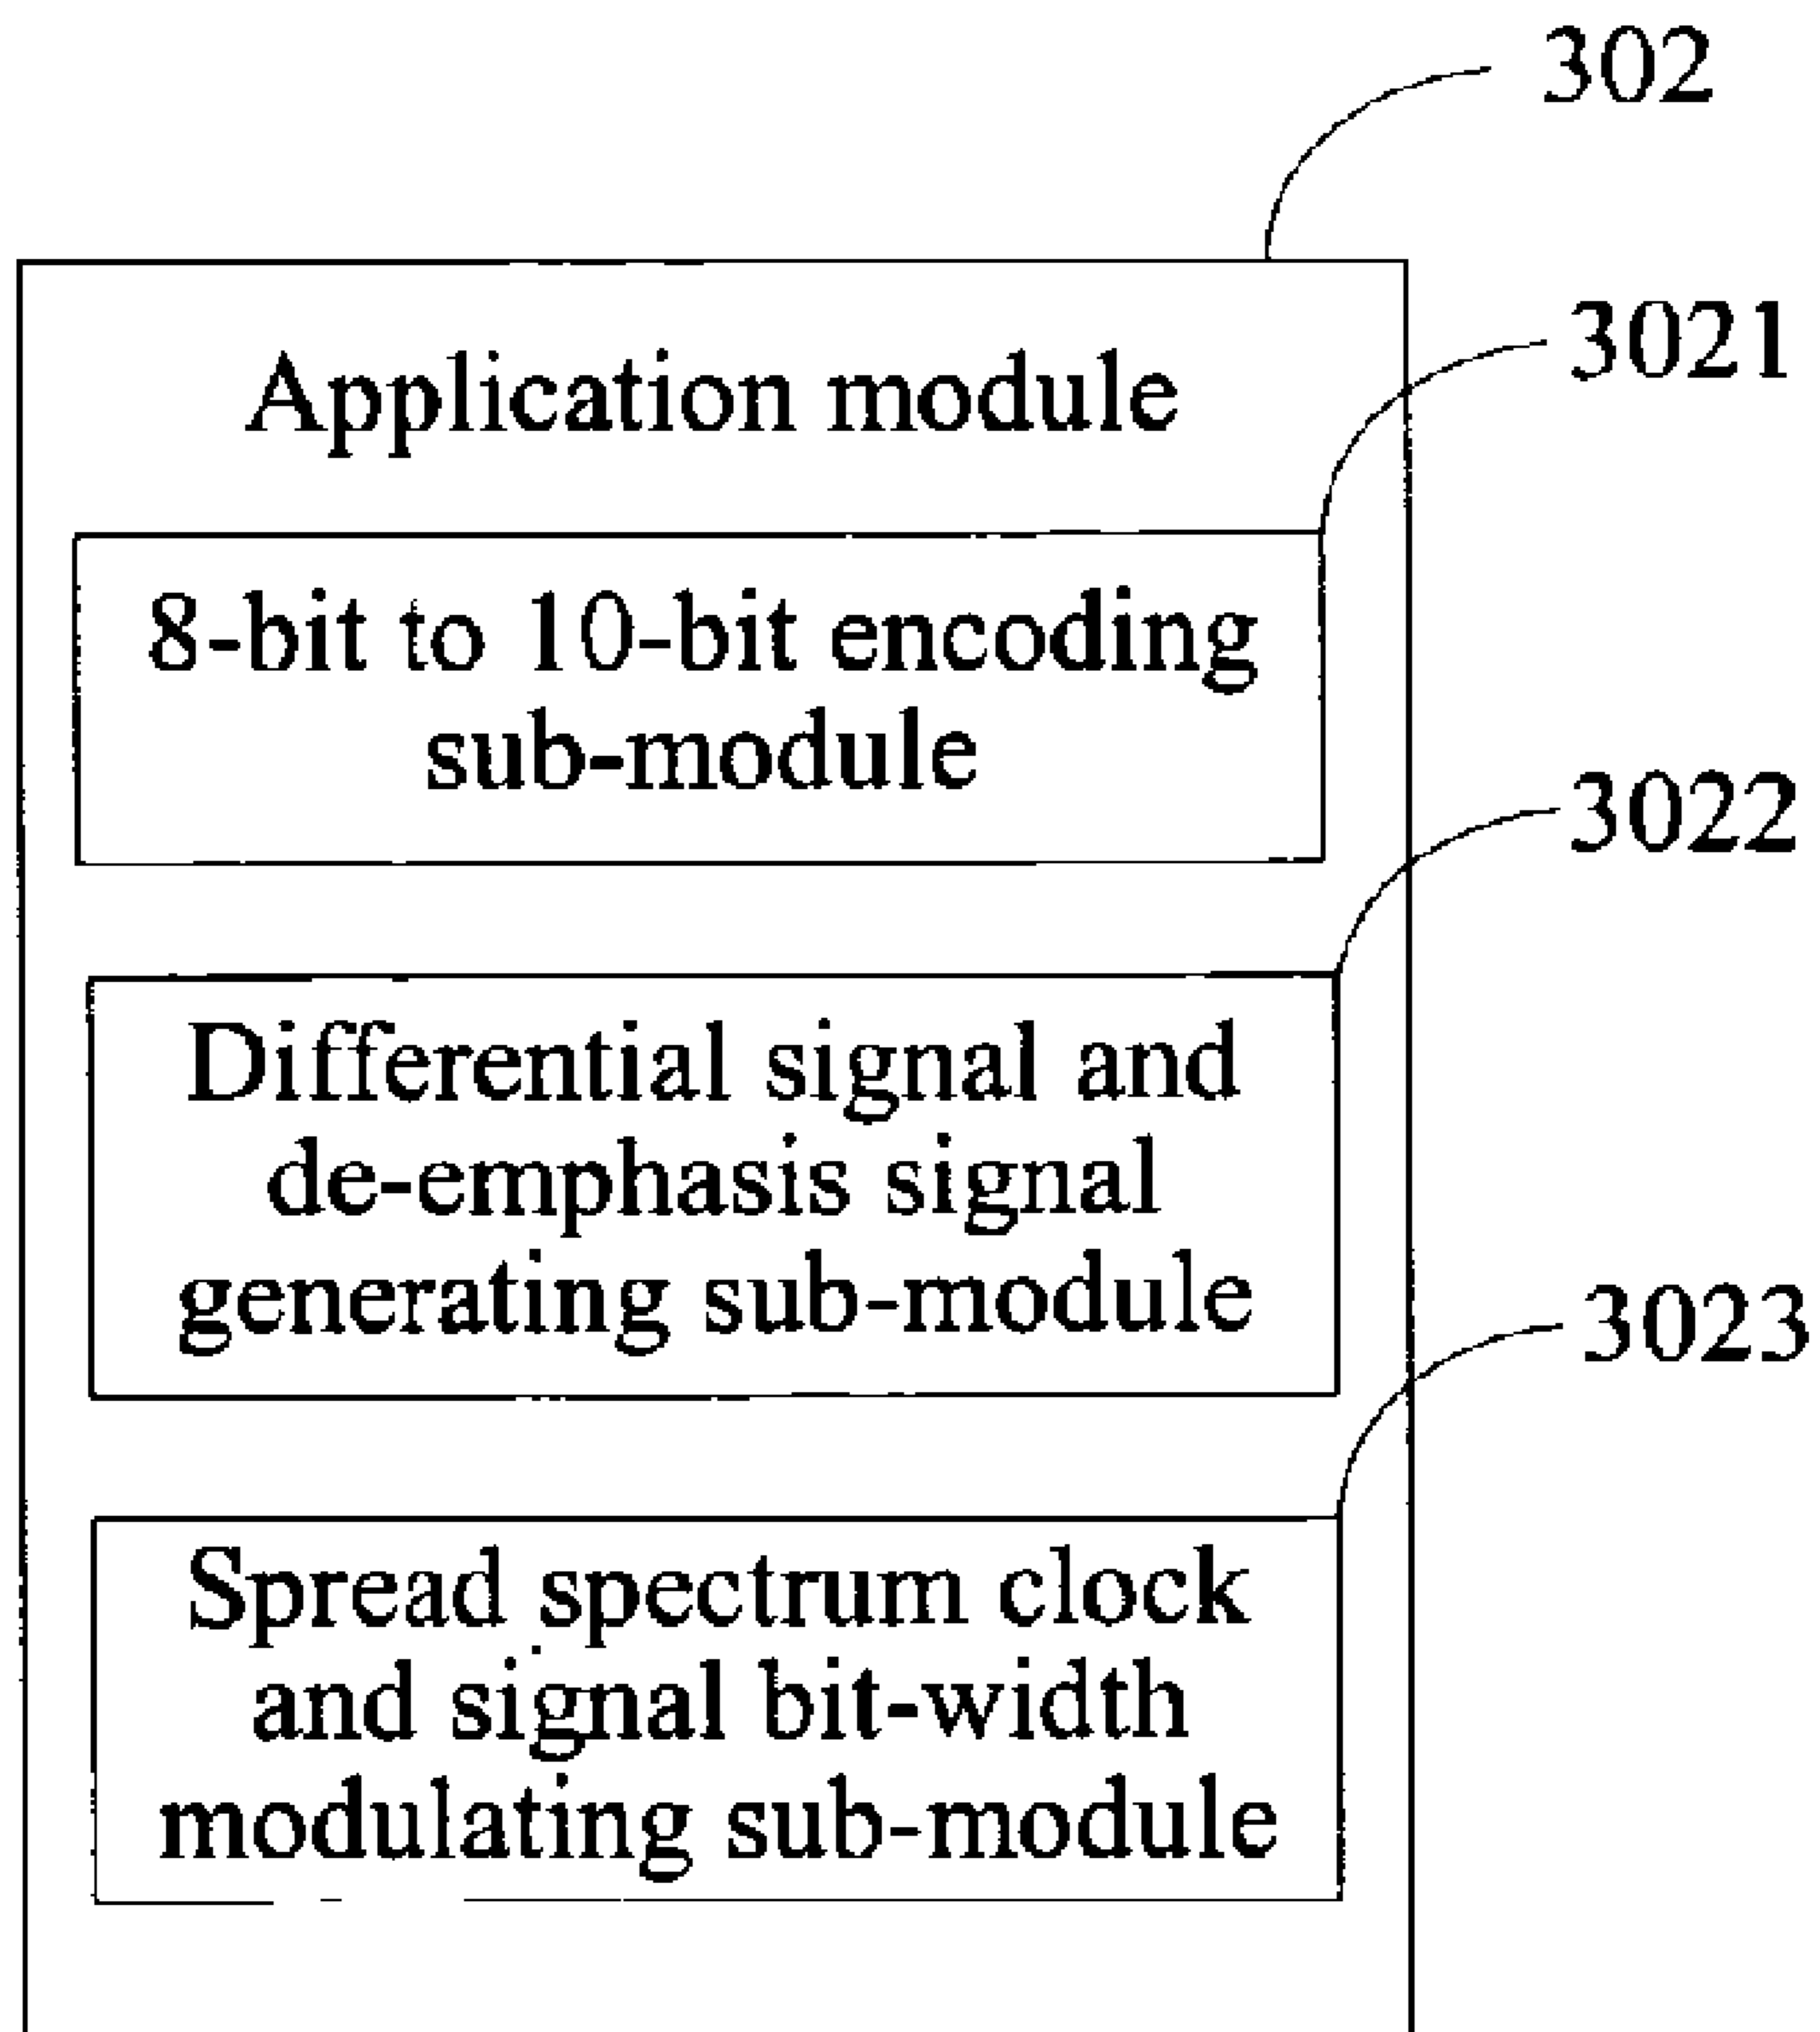 302
Application module
3021
8-bit to 10-bit encoding
sub-module
3022
Differential signal and
de-emphasis signal
generating sub-module
3023
Spread spectrum clock
and signal bit-width
modulating sub-module